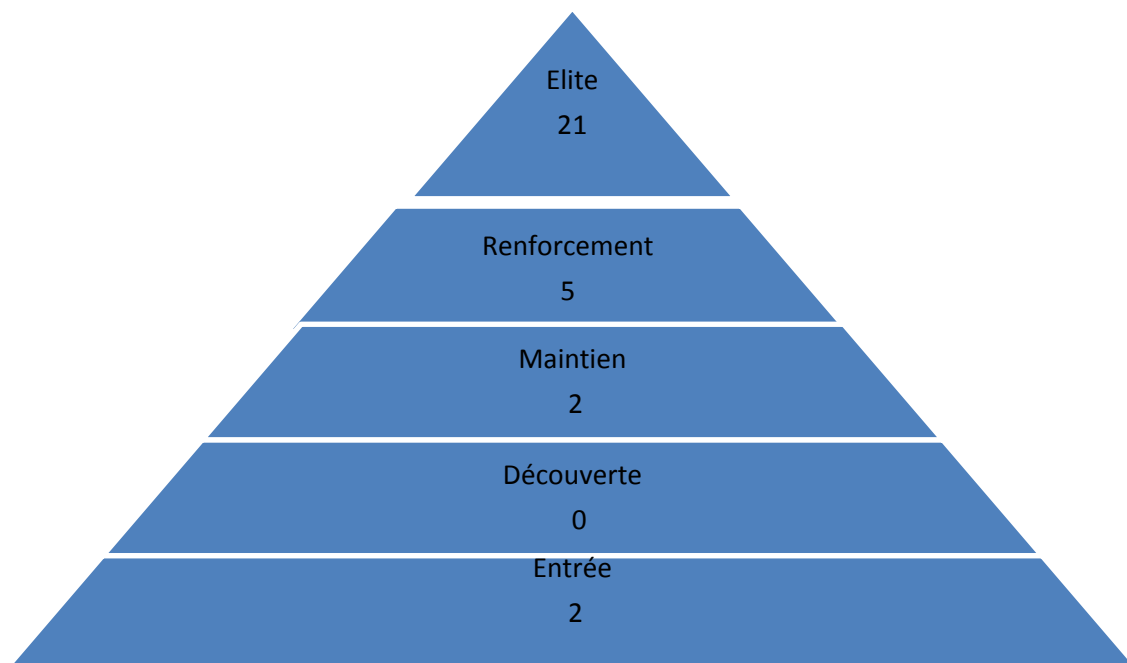 Elite
21
Renforcement
5
Maintien
2
Découverte
0
Entrée
2